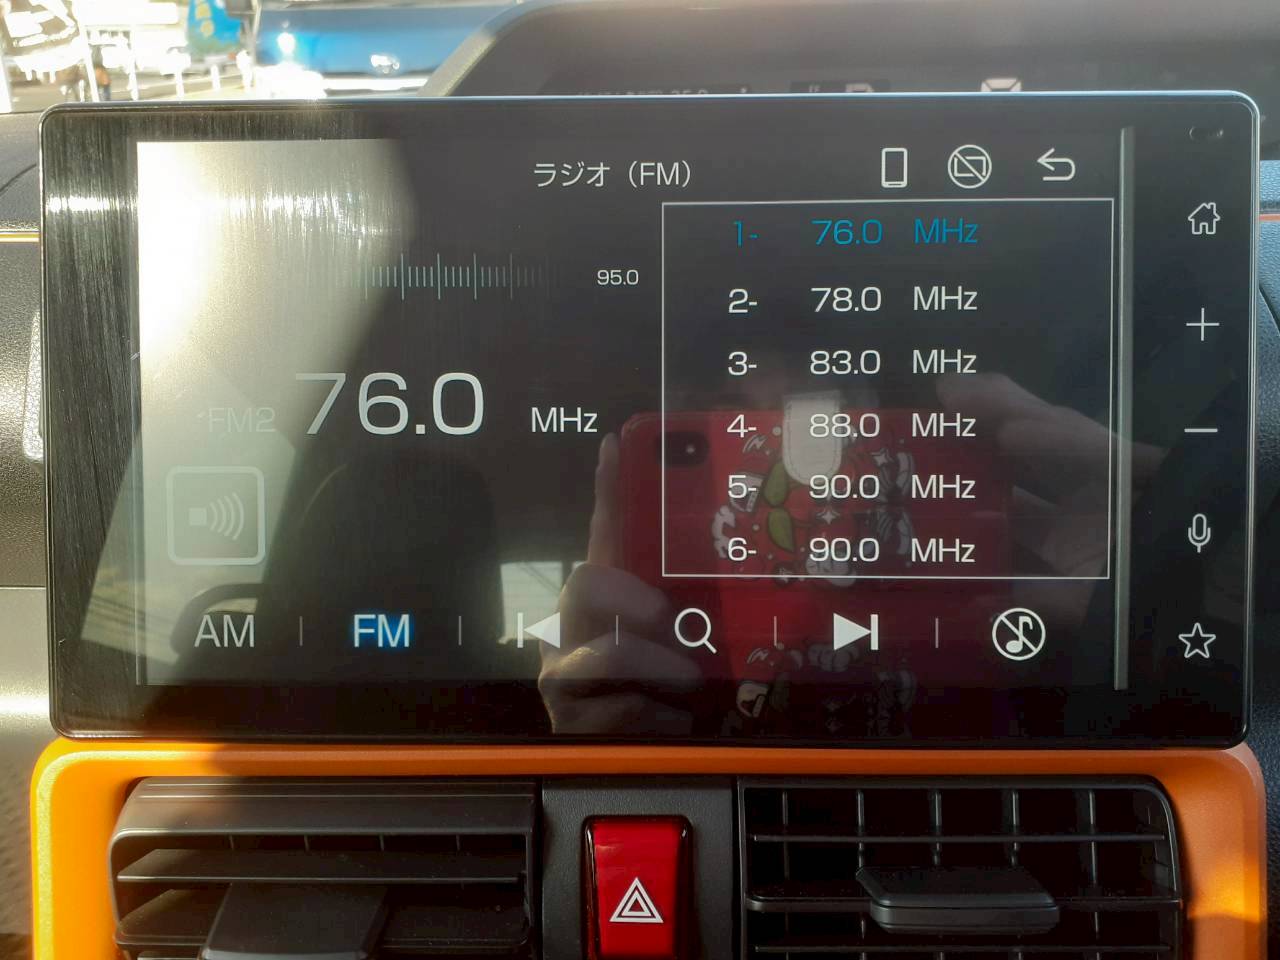 ラジオ（FM）
95.0
FM2
76.0 MHz
1- 76.0 MHz
2- 78.0 MHz
3- 83.0 MHz
4- 88.0 MHz
5- 90.0 MHz
6- 90.0 MHz
AM
FM